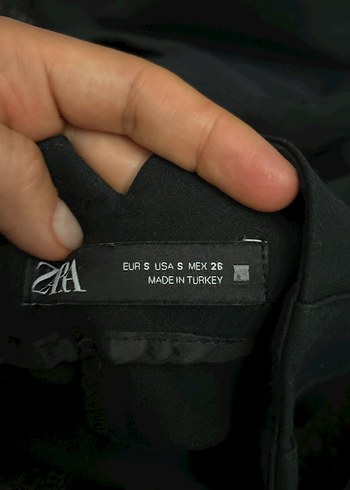 ZARA
EUR S USA S MEX 26
MADE IN TURKEY